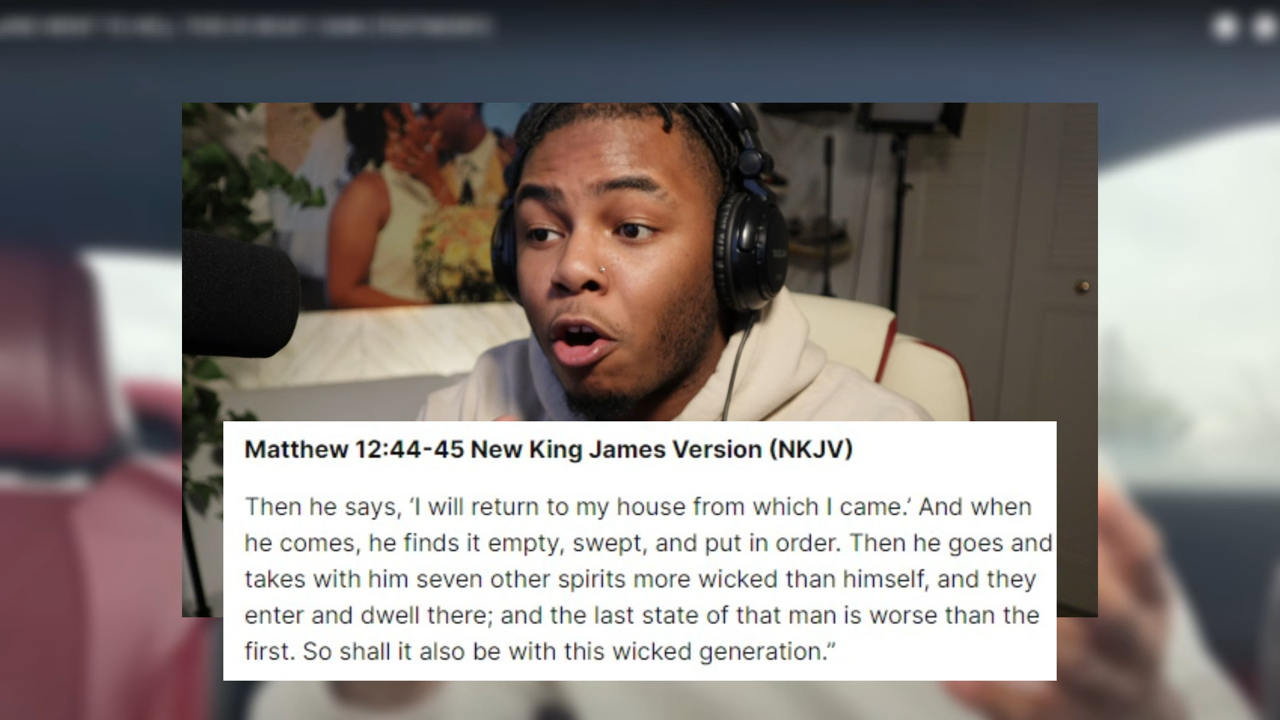 Matthew 12:44-45 New King James Version (NKJV)
Then he says, ‘I will return to my house from which I came.’ And when
he comes, he finds it empty, swept, and put in order. Then he goes and
takes with him seven other spirits more wicked than himself, and they
enter and dwell there; and the last state of that man is worse than the
first. So shall it also be with this wicked generation.”